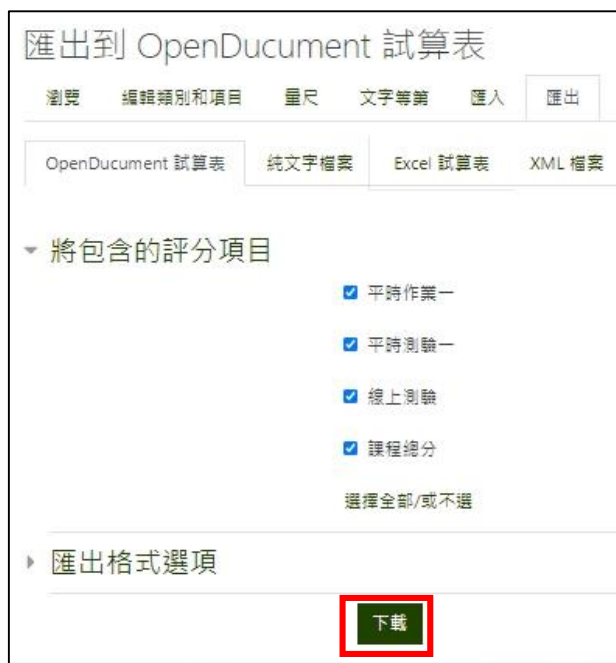 匯出到 OpenDucument 試算表
瀏覽 編輯類別和項目 量尺 文字等第 匯入 匯出
OpenDucument 試算表 純文字檔案 Excel 試算表 XML 檔案
將包含的評分項目
平時作業一
平時測驗一
線上測驗
課程總分
選擇全部/或不選
匯出格式選項
下載